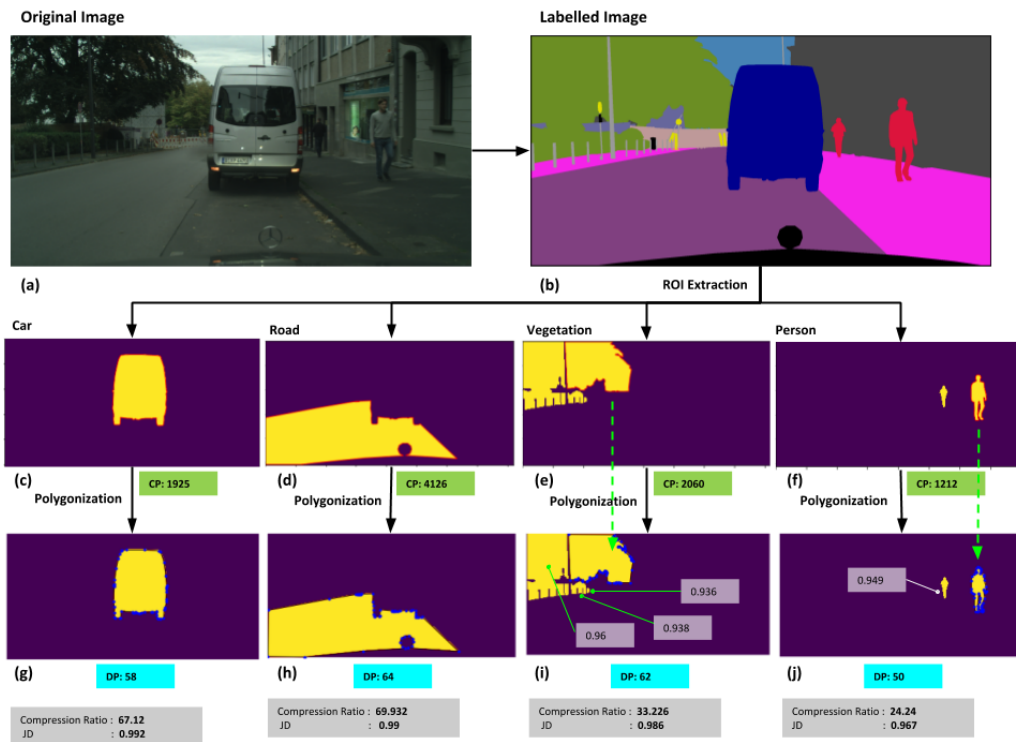 Original Image
Labelled Image
(a)
(b)
ROI Extraction
Car
Road
Vegetation
Person
(c)
CP: 1925
(d)
CP: 4126
(e)
CP: 2060
(f)
CP: 1212
Polygonization
Polygonization
Polygonization
Polygonization
0.936
0.938
0.96
0.949
(g)
DP: 58
(h)
DP: 64
(i)
DP: 62
(j)
DP: 50
Compression Ratio : 67.12
JD : 0.992
Compression Ratio : 69.932
JD : 0.99
Compression Ratio : 33.226
JD : 0.986
Compression Ratio : 24.24
JD : 0.967